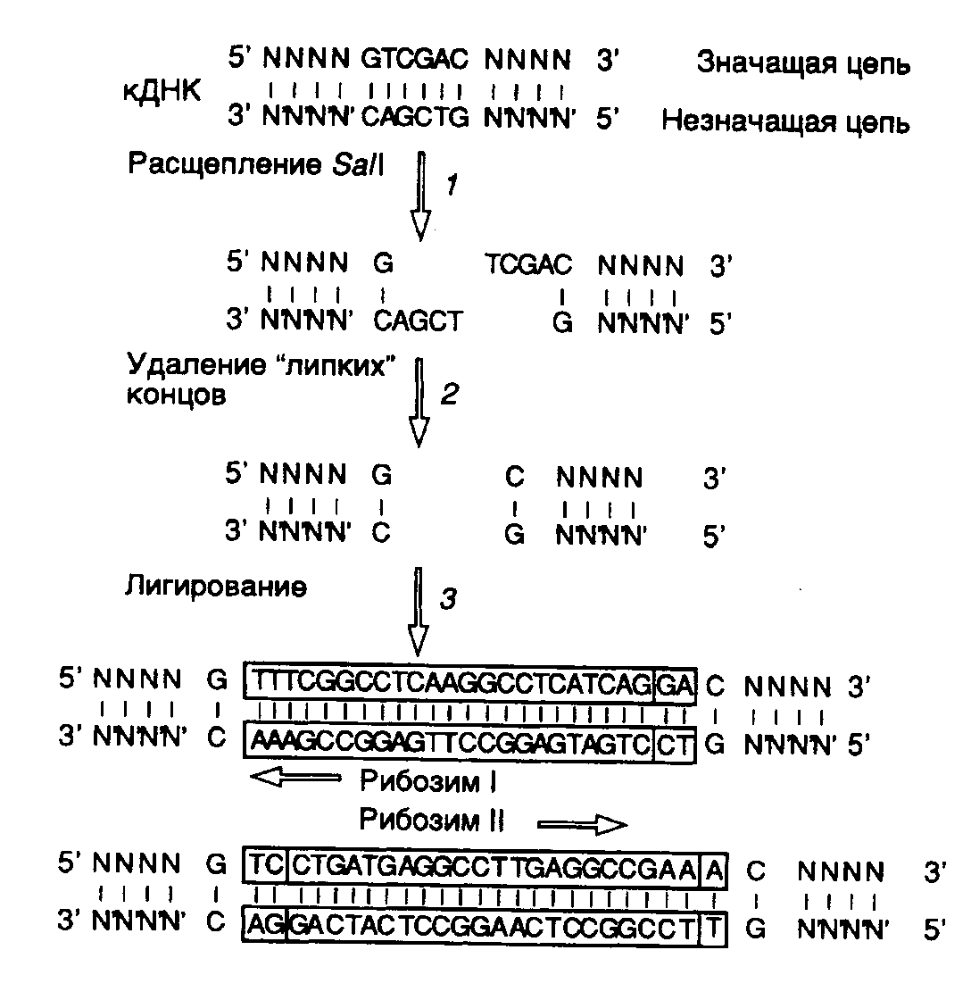 5' NNNN GTCGAC NNNN 3' Значащая цепь
кДНК
3' N'N'N'N' CAGCTG N'N'N'N' 5' Незначащая цепь
Расщепление SalI 1
5' NNNN G TCGAC NNNN 3'
3' N'N'N'N' CAGCT G N'N'N'N' 5'
Удаление "липких"
концов 2
5' NNNN G C NNNN 3'
3' N'N'N'N' C G N'N'N'N' 5'
Лигирование 3
5' NNNN G TTTCGGCCTCAAGGCCTCATCAG GA C NNNN 3'
3' N'N'N'N' C AAAGCCGGAGTTCCGGAGTAGTC CT G N'N'N'N' 5'
Рибозим I
Рибозим II
5' NNNN G TC CTGATGAGGCCTTGAGGCCGAA A C NNNN 3'
3' N'N'N'N' C AG GACTACTCCGGAACTCCGGCCTT T G N'N'N'N' 5'